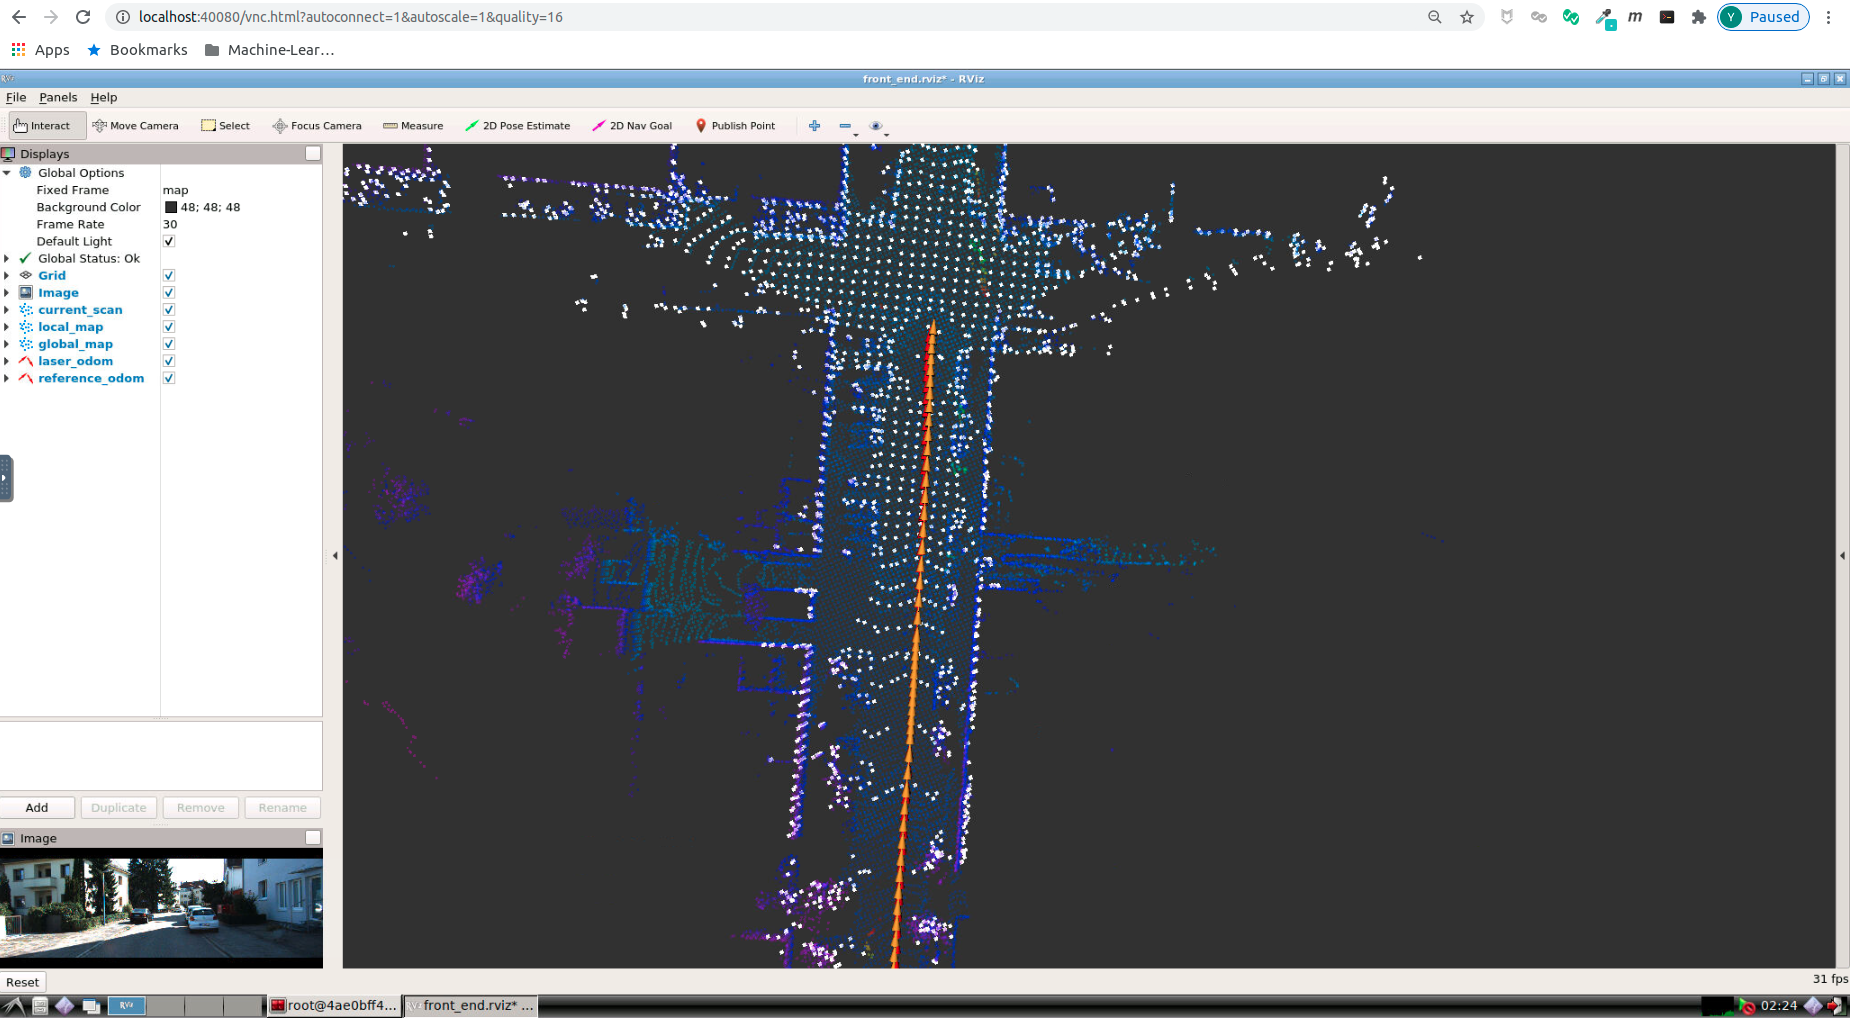 localhost:40080/vnc.html?autoconnect=1&autoscale=1&quality=16
m
Y Paused
Apps Bookmarks Machine-Lear...
RViz front_end.rviz* - RViz
File Panels Help
Interact Move Camera Select Focus Camera Measure 2D Pose Estimate 2D Nav Goal Publish Point
Displays
Global Options
Fixed Frame map
Background Color 48; 48; 48
Frame Rate 30
Default Light
Global Status: Ok
Grid
Image
current_scan
local_map
global_map
laser_odom
reference_odom
Add Duplicate Remove Rename
Image
Reset
31 fps
RViz root@4ae0bff4... RViz front_end.rviz* ... 02:24